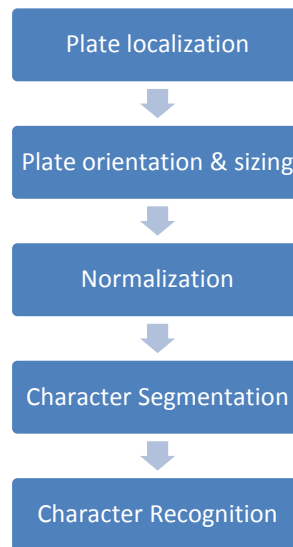 Plate localization
Plate orientation & sizing
Normalization
Character Segmentation
Character Recognition